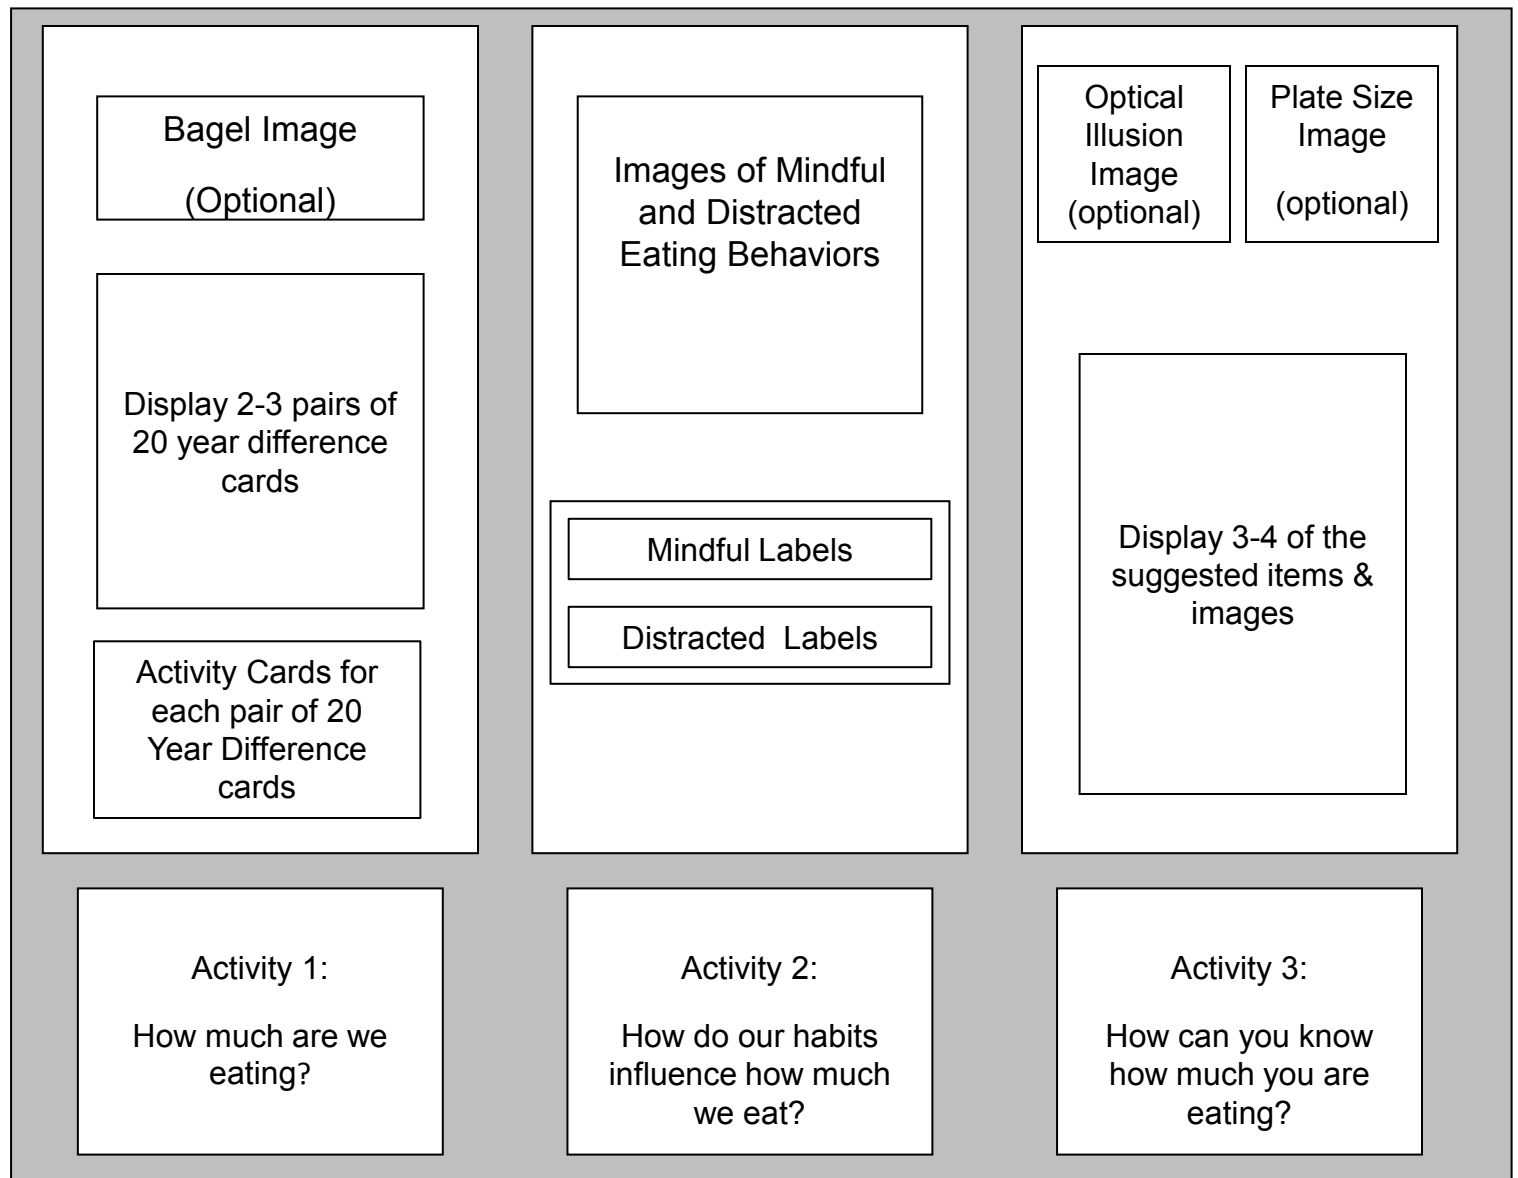 Bagel Image
(Optional)
Display 2-3 pairs of
20 year difference
cards
Activity Cards for
each pair of 20
Year Difference
cards
Images of Mindful
and Distracted
Eating Behaviors
Mindful Labels
Distracted Labels
Optical
Illusion
Image
(optional)
Plate Size
Image
(optional)
Display 3-4 of the
suggested items &
images
Activity 1:
How much are we
eating?
Activity 2:
How do our habits
influence how much
we eat?
Activity 3:
How can you know
how much you are
eating?